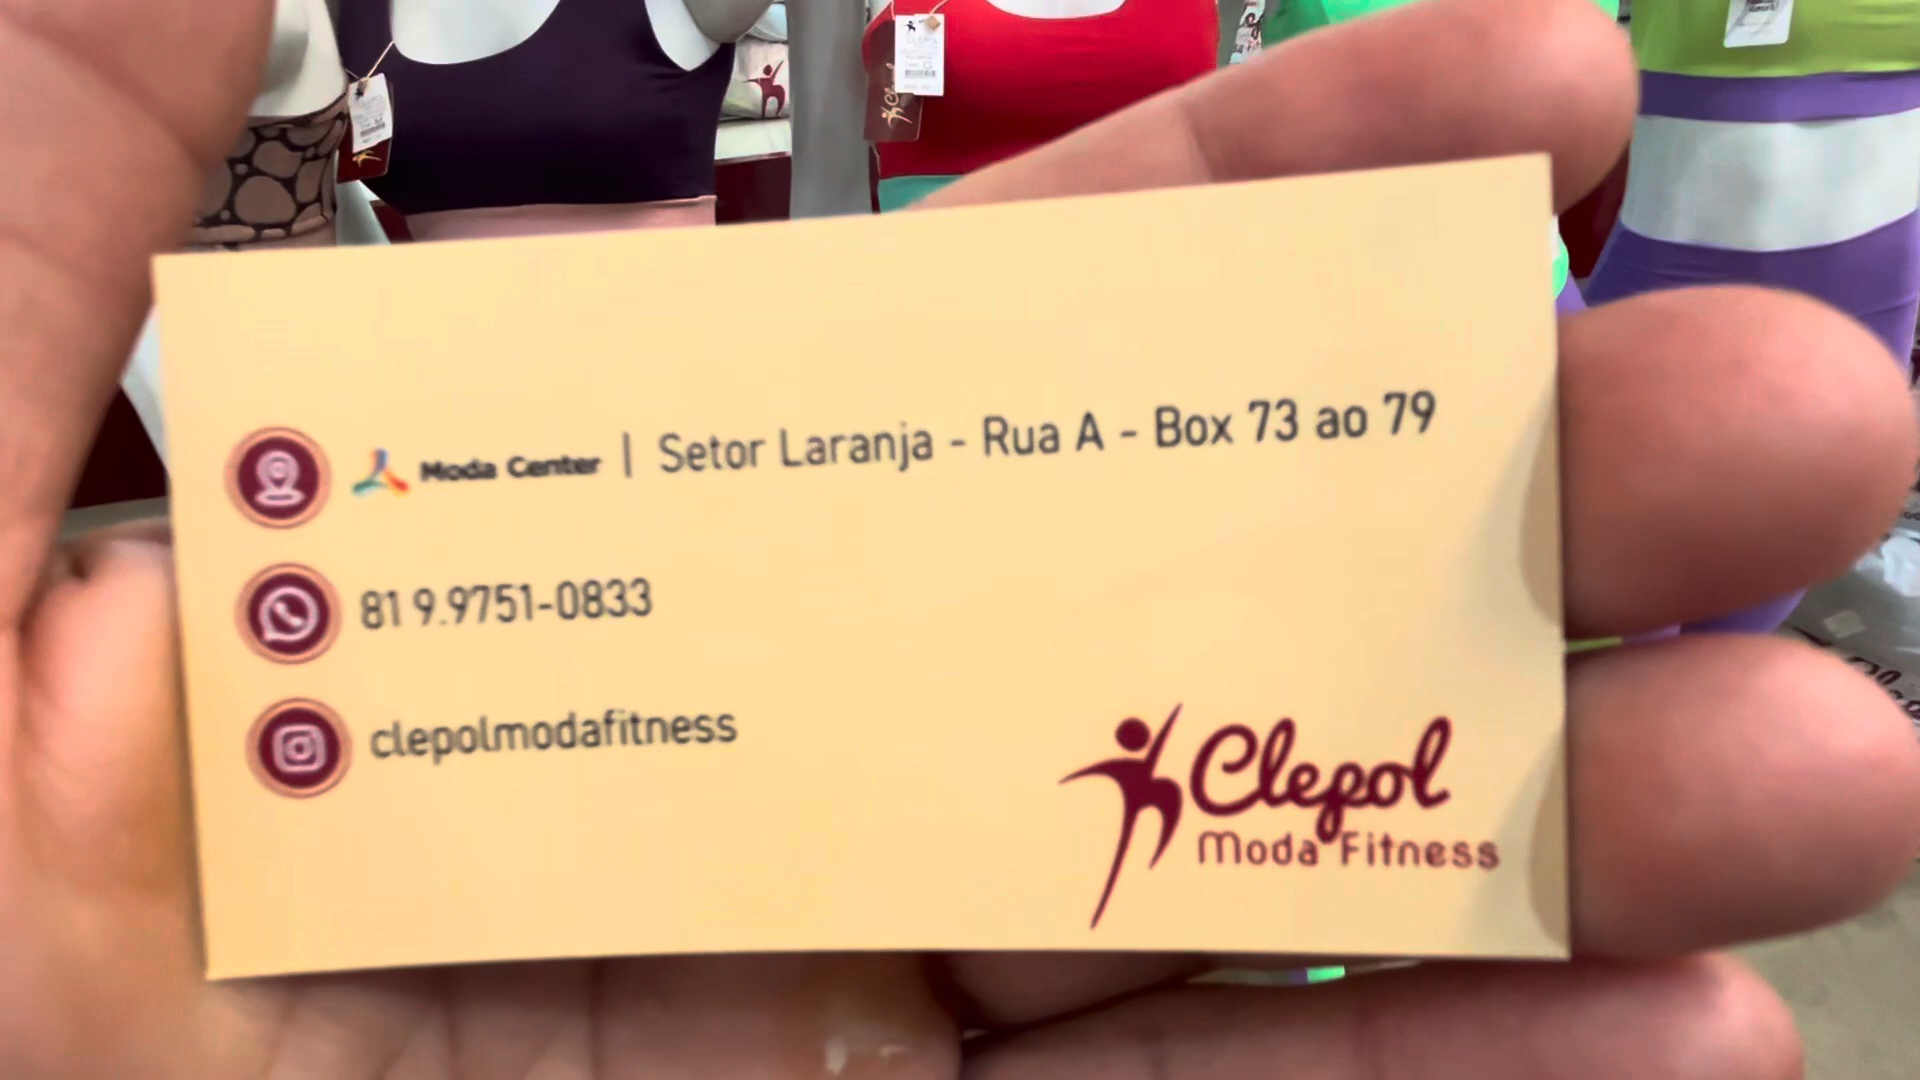 Moda Center | Setor Laranja - Rua A - Box 73 ao 79
81 9.9751-0833
clepolmodafitness
Clepol
Moda Fitness